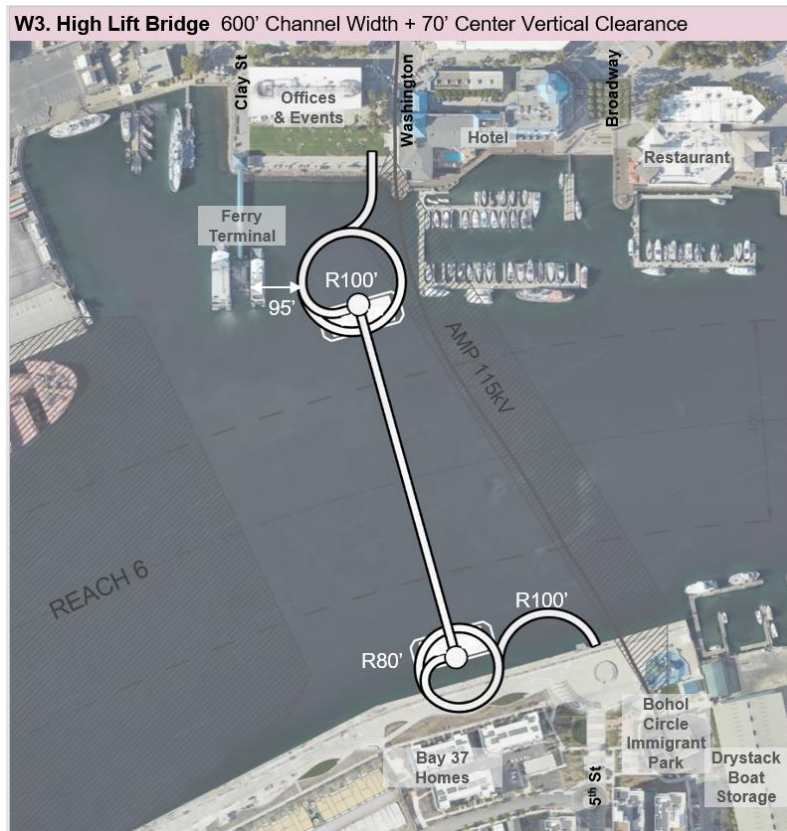 W3. High Lift Bridge 600' Channel Width + 70' Center Vertical Clearance
Clay St
Offices
& Events
Washington
Hotel
Broadway
Restaurant
Ferry
Terminal
R100'
95'
AMP 115kV
REACH 6
R100'
R80'
Bay 37
Homes
5th St
Bohol
Circle
Immigrant
Park
Drystack
Boat
Storage